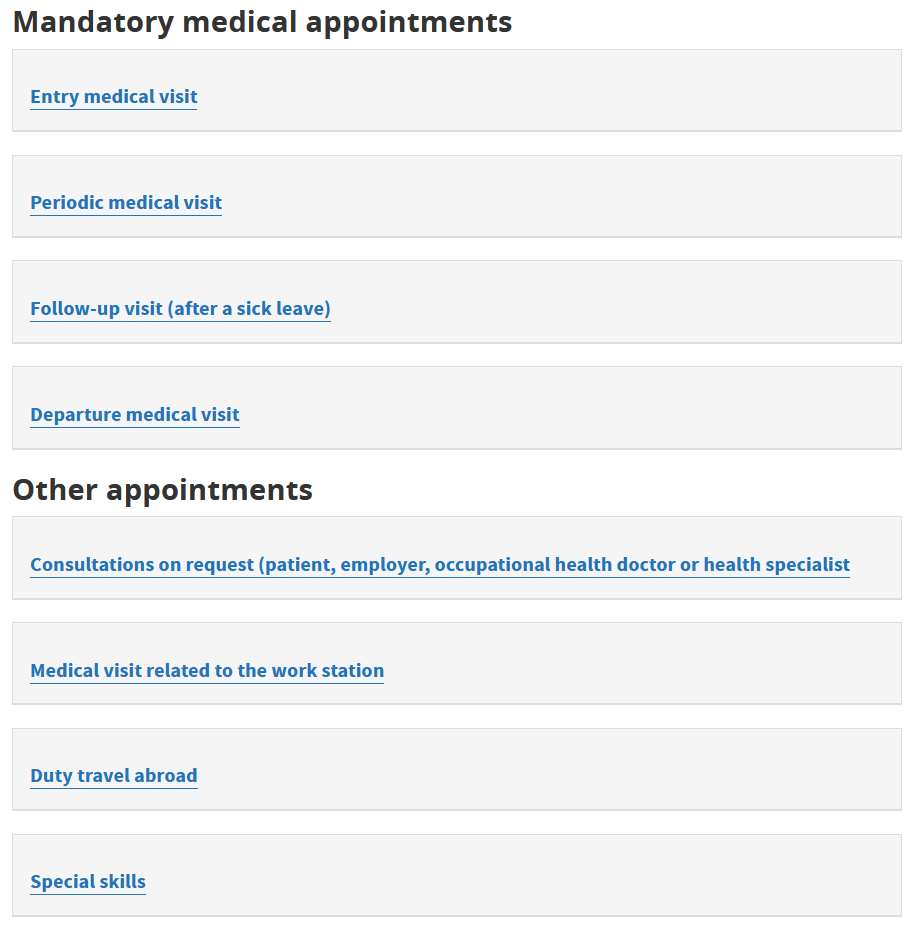 Mandatory medical appointments
Entry medical visit
Periodic medical visit
Follow-up visit (after a sick leave)
Departure medical visit
Other appointments
Consultations on request (patient, employer, occupational health doctor or health specialist
Medical visit related to the work station
Duty travel abroad
Special skills